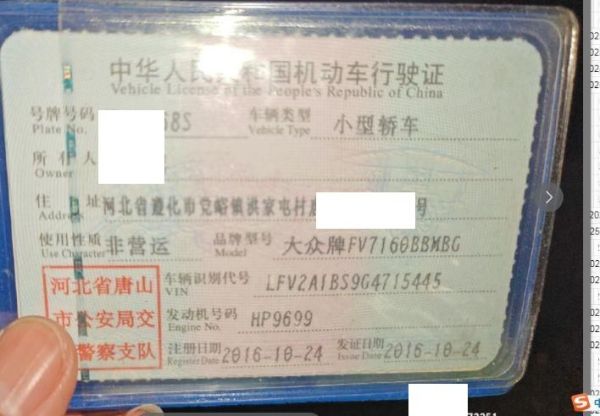 中华人民共和国机动车行驶证
Vehicle License of the People's Republic of China
号牌号码 68S 车辆类型 小型轿车
Plate No. Vehicle Type
所有人
Owner
住址 河北省遵化市党峪镇洪家屯村 号
Address
使用性质 非营运 品牌型号 大众牌FV7160BBMBG
Use Character Model
河北省唐山 车辆识别代号 LFV2A1BS9G4715445
VIN
市公安局交 发动机号码 HP9699
Engine No.
警察支队 注册日期 2016-10-24 发证日期 2016-10-24
Register Date Issue Date